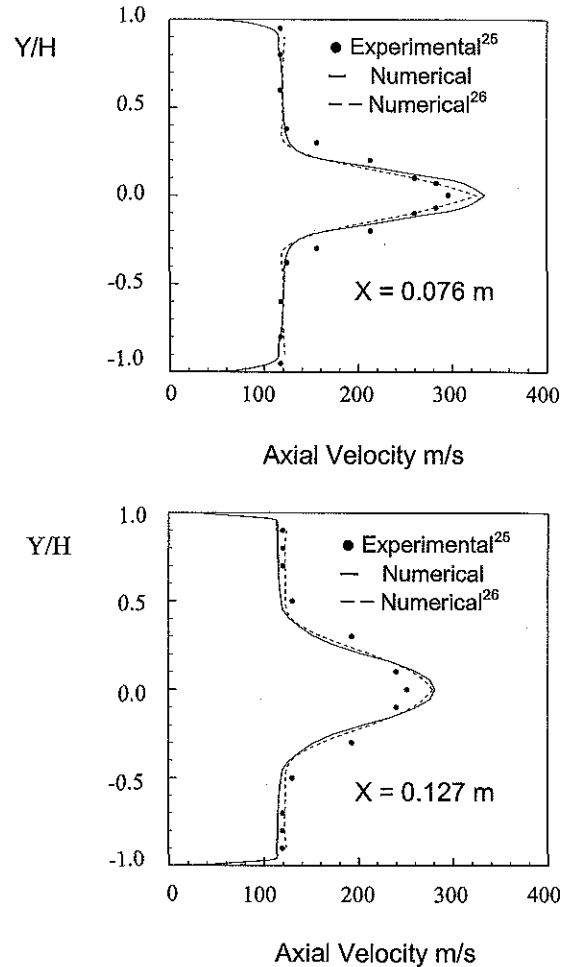 Y/H
1.0
0.5
0.0
-0.5
-1.0
● Experimental25
— Numerical
--- Numerical26
X = 0.076 m
0 100 200 300 400
Axial Velocity m/s
Y/H
1.0
0.5
0.0
-0.5
-1.0
● Experimental25
— Numerical
--- Numerical26
X = 0.127 m
0 100 200 300 400
Axial Velocity m/s